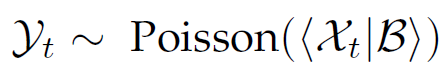 𝒴ₜ ∼ Poisson(⟨𝒳ₜ|ℬ⟩)